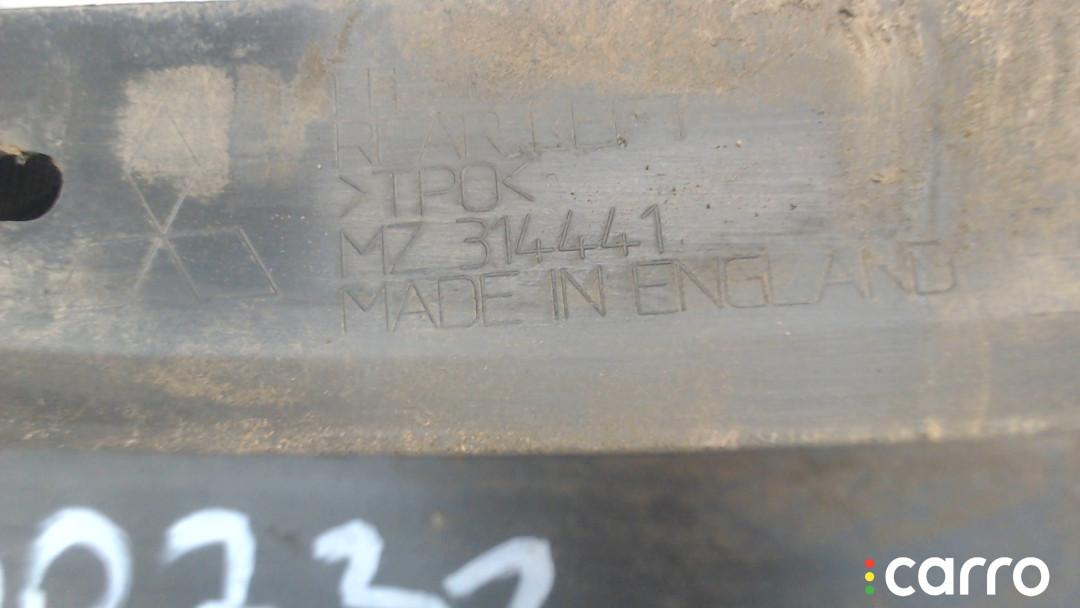 REAR LEFT
>TPO<
MZ 314441
MADE IN ENGLAND
carro